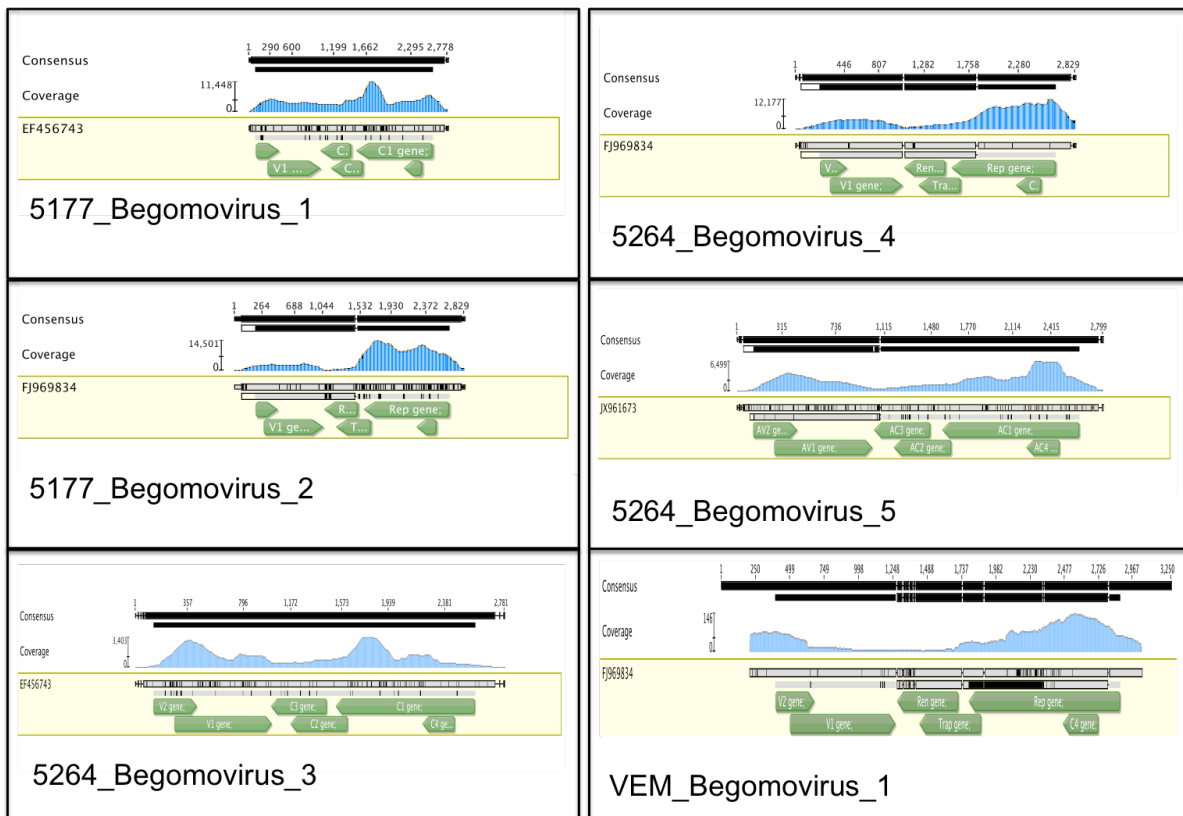 1 290 600 1,199 1,662 2,295 2,778
Consensus
11,448
Coverage
0
EF456743
C. C1 gene;
V1 ... C...
5177_Begomovirus_1
1 264 688 1,044 1,532 1,930 2,372 2,829
Consensus
14,501
Coverage
0
FJ969834
R... Rep gene;
V1 ge... T...
5177_Begomovirus_2
1 357 796 1,172 1,573 1,939 2,381 2,781
Consensus
3,403
Coverage
0
EF456743
V2 gene; C3 gene; C1 gene;
V1 gene; C2 gene; C4 ge...
5264_Begomovirus_3
1 446 807 1,282 1,758 2,280 2,829
Consensus
12,177
Coverage
0
FJ969834
V.. Ren... Rep gene;
V1 gene; Tra... C.
5264_Begomovirus_4
1 315 736 1,115 1,480 1,770 2,114 2,415 2,799
Consensus
6,499
Coverage
0
JX961673
AV2 ge... AC3 gene; AC1 gene;
AV1 gene; AC2 gene; AC4 ...
5264_Begomovirus_5
1 250 499 749 998 1,248 1,488 1,737 1,982 2,230 2,477 2,726 2,967 3,250
Consensus
146
Coverage
0
FJ969834
V2 gene; Ren gene; Rep gene;
V1 gene; Trap gene; C4 gene;
VEM_Begomovirus_1